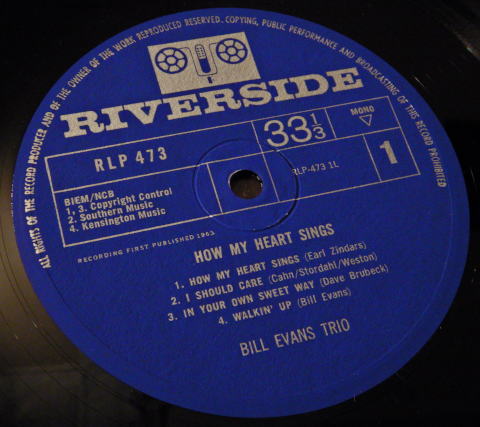 ALL RIGHTS OF THE RECORD PRODUCER AND OF THE OWNER OF THE WORK REPRODUCED RESERVED. COPYING, PUBLIC PERFORMANCE AND BROADCASTING OF THIS RECORD PROHIBITED
RIVERSIDE
RLP 473
33 1/3
MONO
BIEM/NCB
1, 3. Copyright Control
2. Southern Music
4. Kensington Music
RLP-473 1L
1
RECORDING FIRST PUBLISHED 1963
HOW MY HEART SINGS
1. HOW MY HEART SINGS (Earl Zindars)
2. I SHOULD CARE (Cahn/Stordahl/Weston)
3. IN YOUR OWN SWEET WAY (Dave Brubeck)
4. WALKIN' UP (Bill Evans)
BILL EVANS TRIO